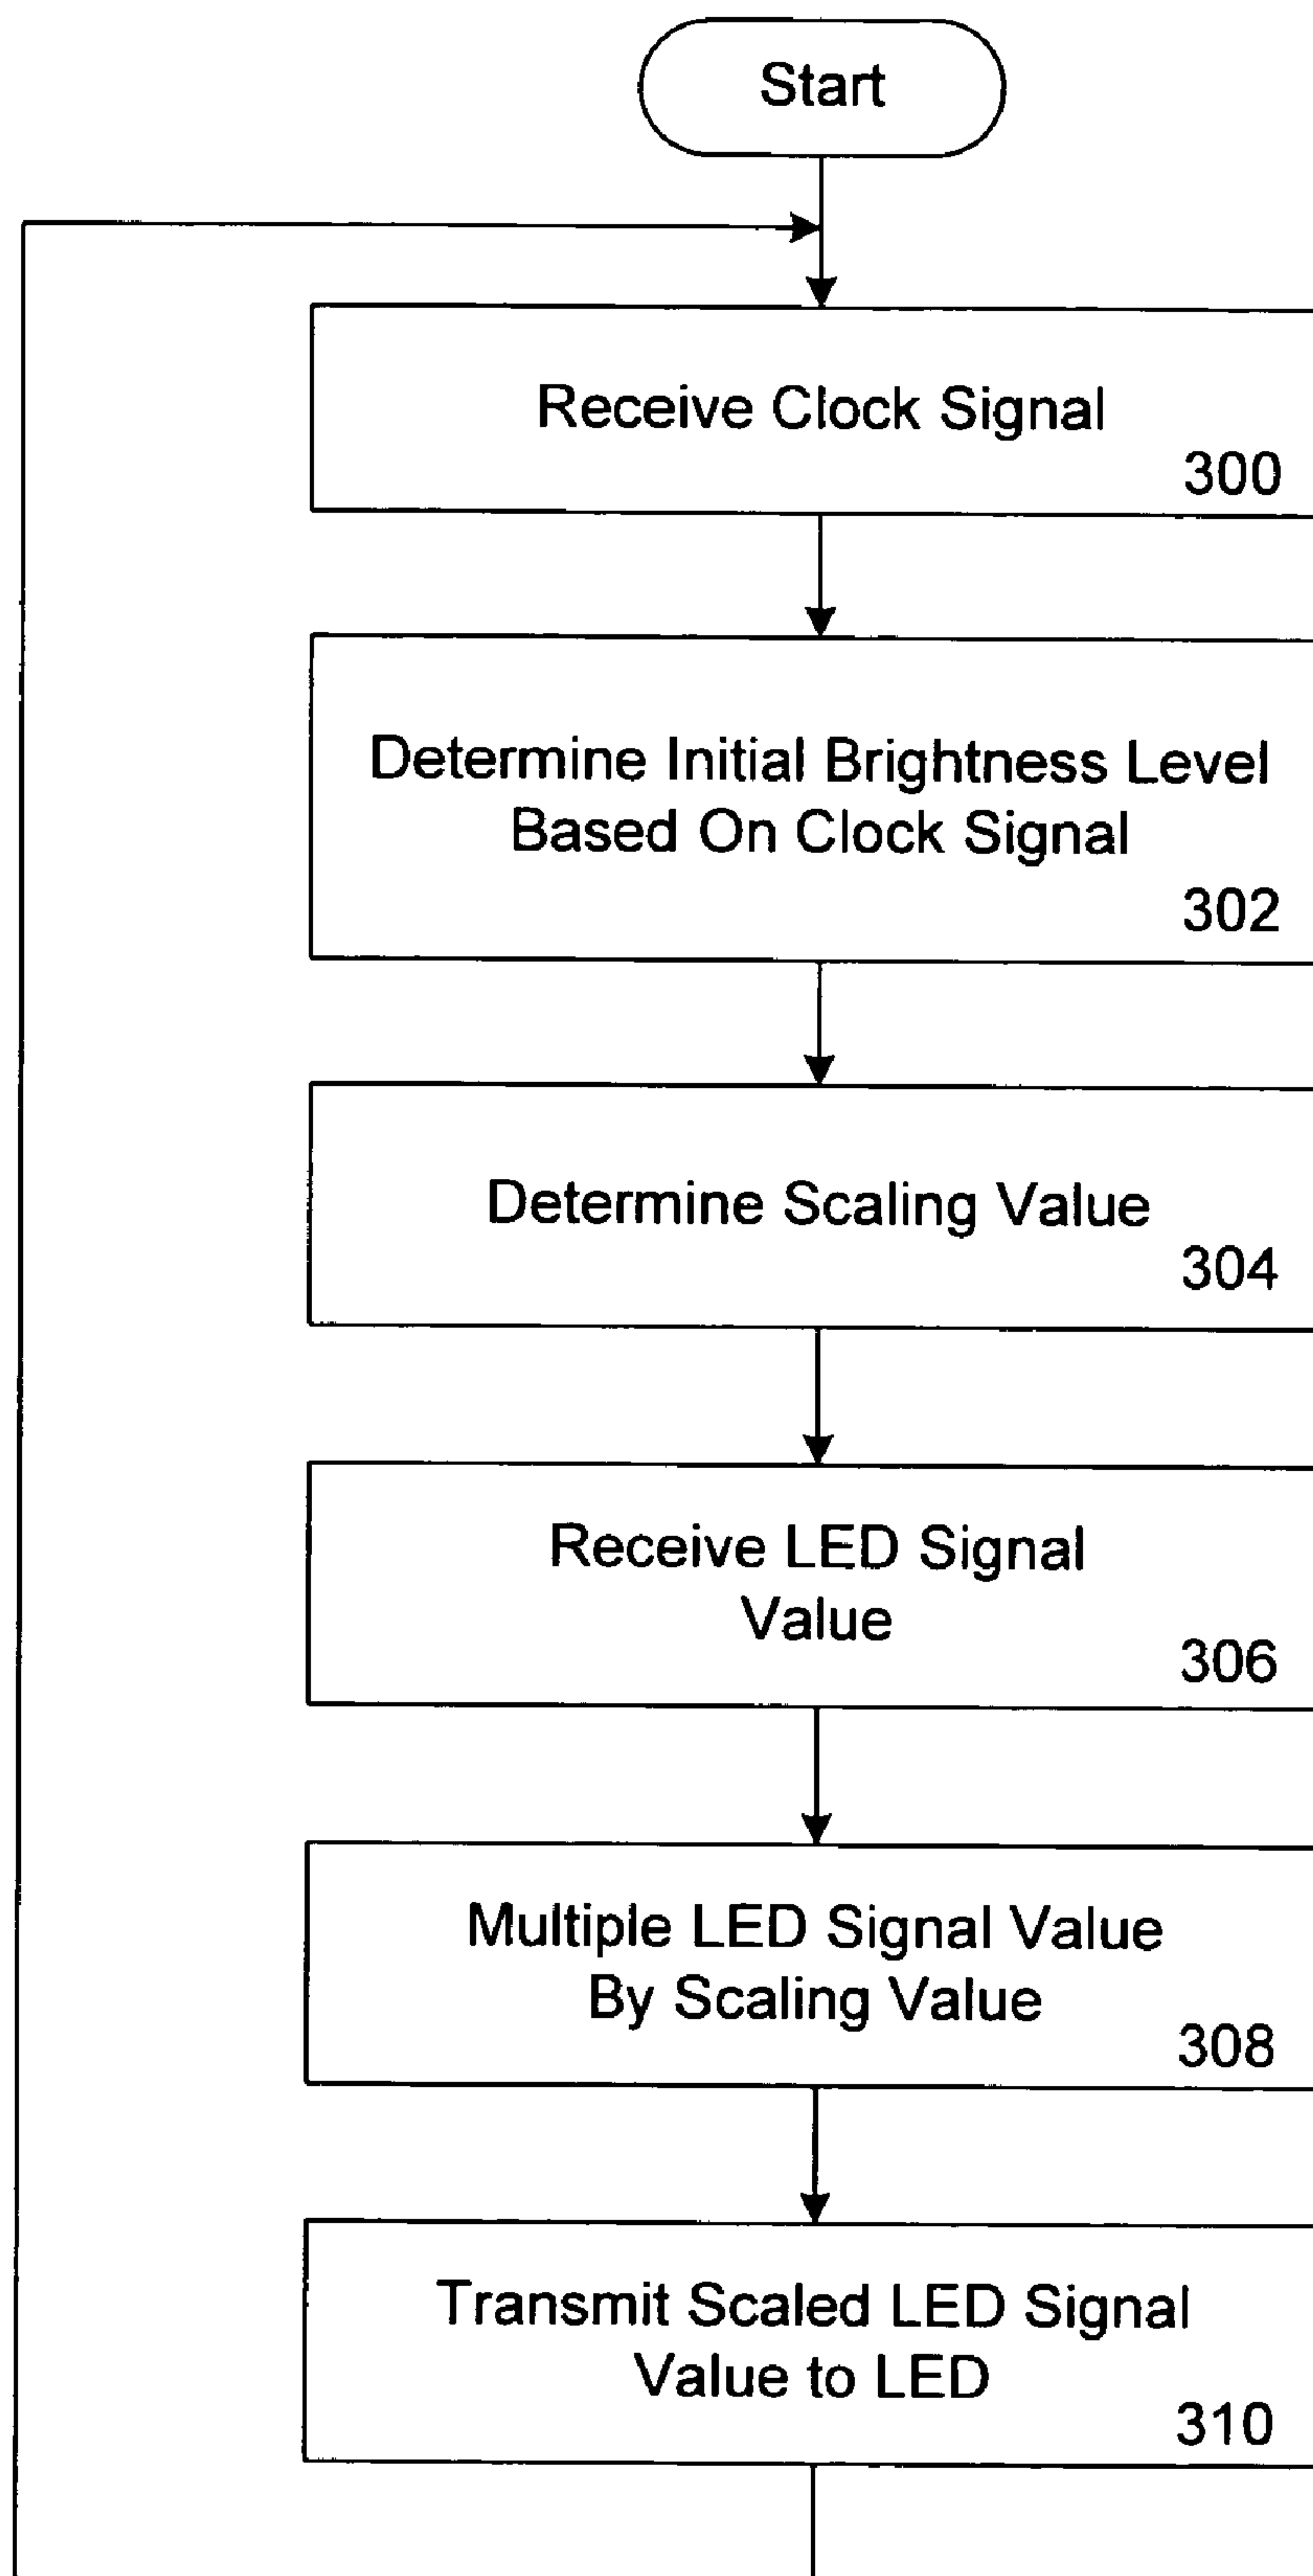 Start
Receive Clock Signal
300
Determine Initial Brightness Level
Based On Clock Signal
302
Determine Scaling Value
304
Receive LED Signal
Value
306
Multiple LED Signal Value
By Scaling Value
308
Transmit Scaled LED Signal
Value to LED
310